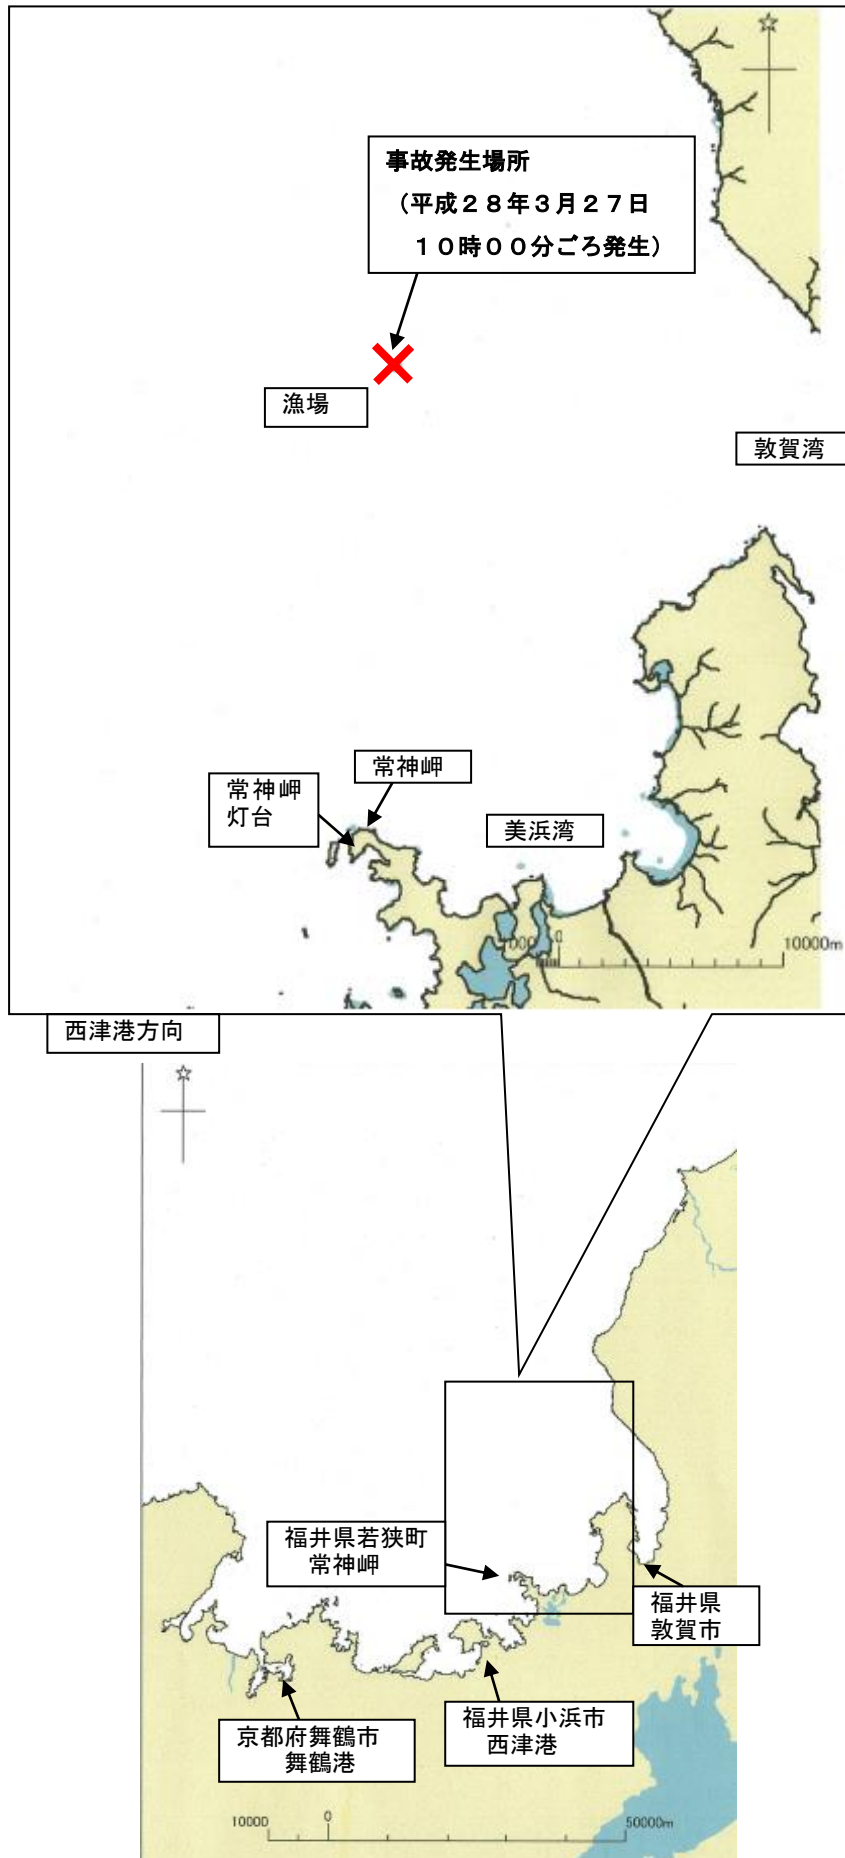 事故発生場所
（平成２８年３月２７日
１０時００分ごろ発生）
漁場
敦賀湾
常神岬
常神岬
灯台
美浜湾
0
10000m
西津港方向
福井県若狭町
常神岬
福井県
敦賀市
京都府舞鶴市
舞鶴港
福井県小浜市
西津港
10000
0
50000m